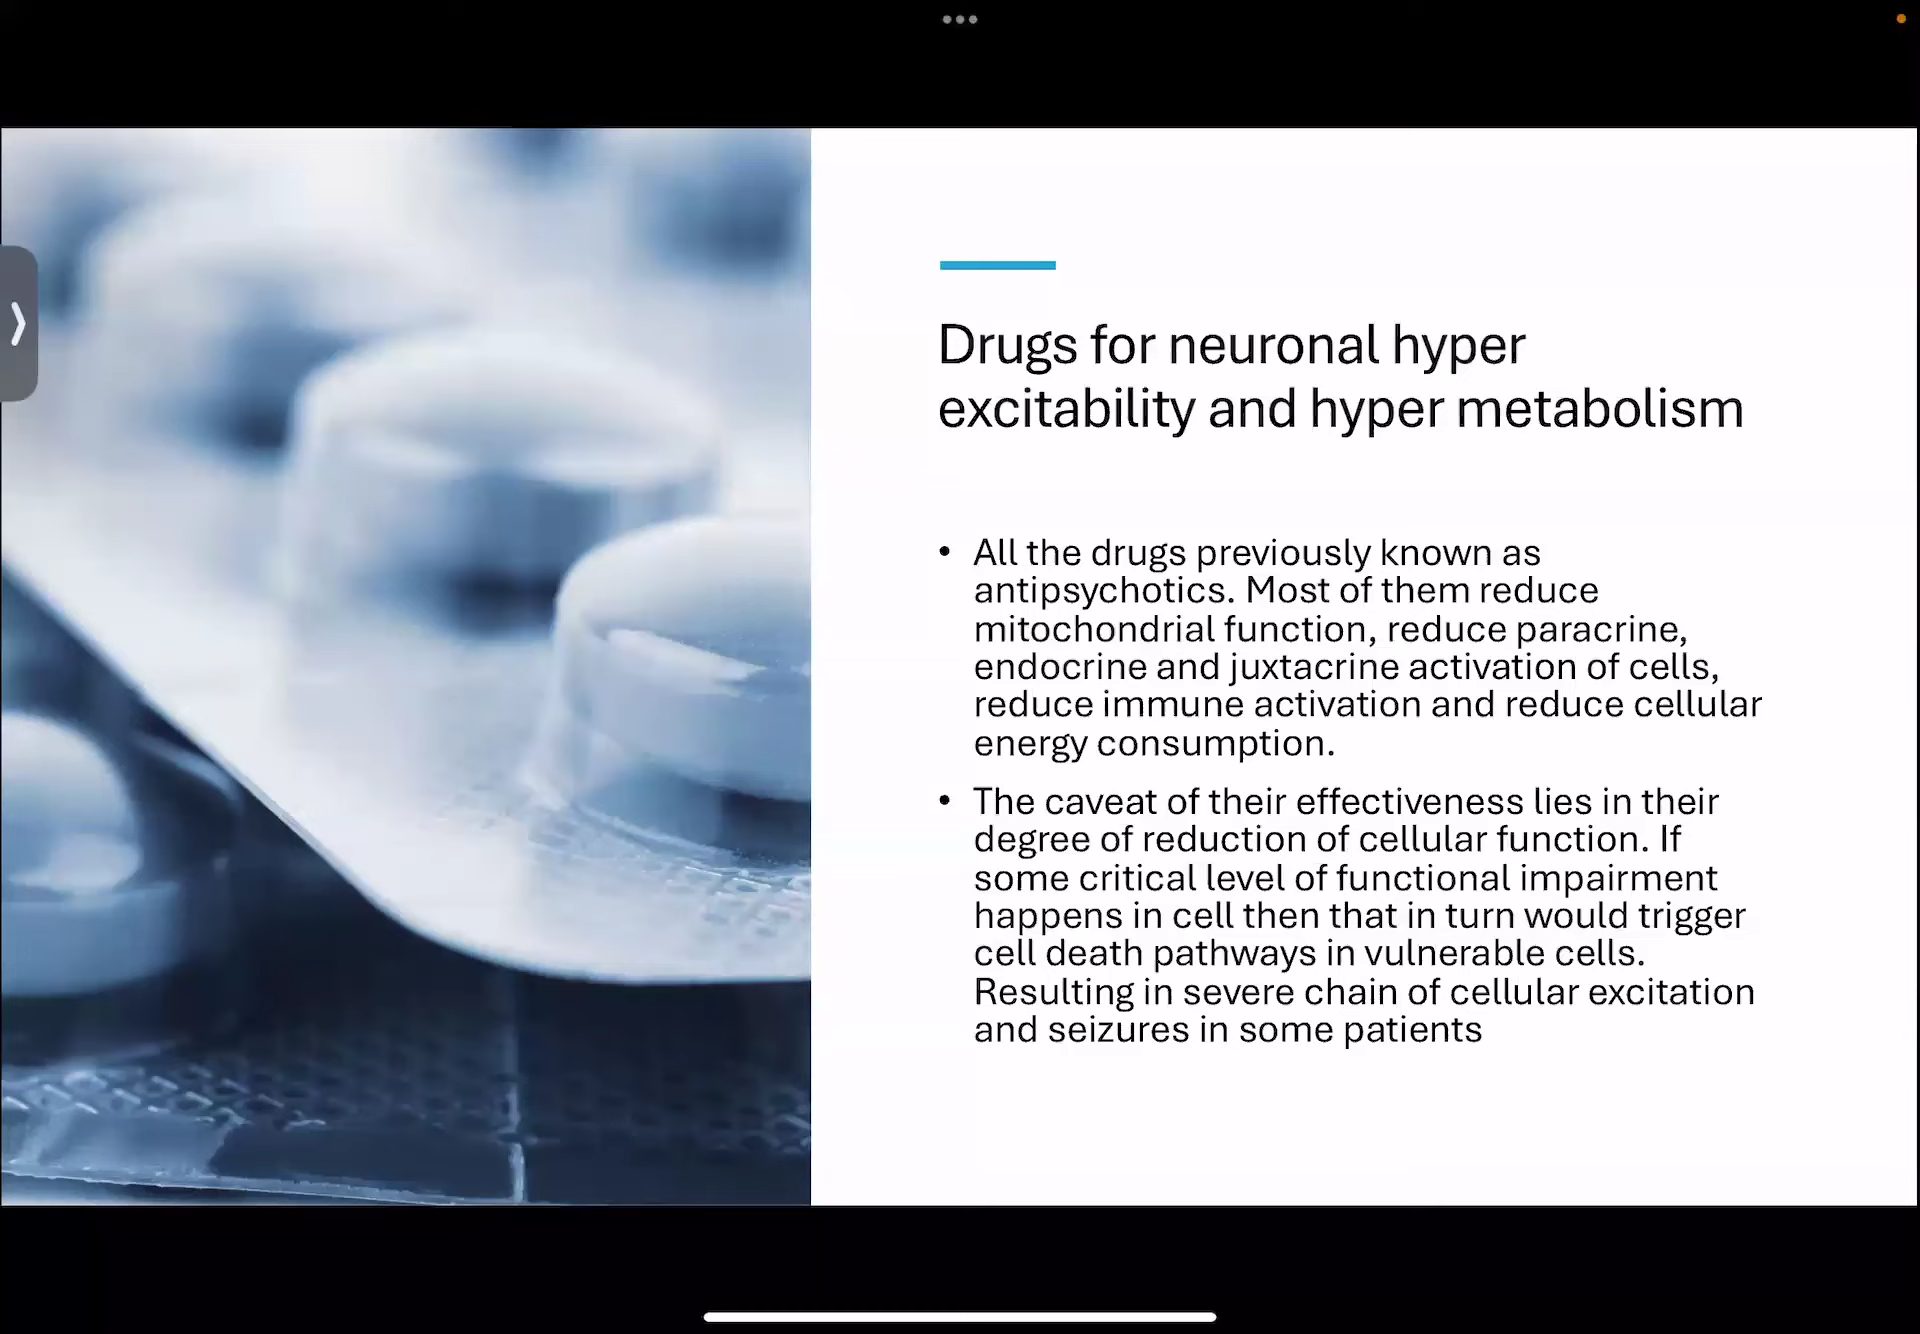 Drugs for neuronal hyper
excitability and hyper metabolism
• All the drugs previously known as
antipsychotics. Most of them reduce
mitochondrial function, reduce paracrine,
endocrine and juxtacrine activation of cells,
reduce immune activation and reduce cellular
energy consumption.
• The caveat of their effectiveness lies in their
degree of reduction of cellular function. If
some critical level of functional impairment
happens in cell then that in turn would trigger
cell death pathways in vulnerable cells.
Resulting in severe chain of cellular excitation
and seizures in some patients